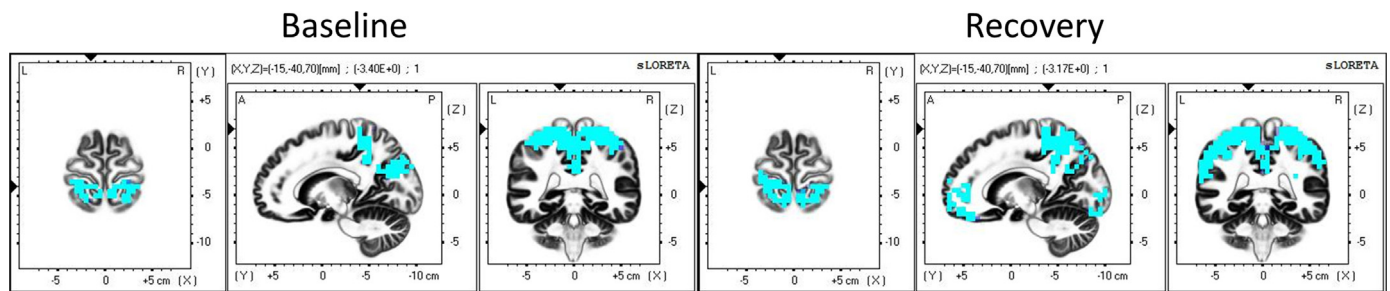 Baseline
Recovery
(X,Y,Z)=(-15,-40,70)[mm] ; (-3.40E+0) ; 1
sLORETA
L R (Y)
+5
0
-5
-10
-5 0 +5 cm (X)
A P (Z)
+5
0
-5
(Y) +5 0 -5 -10 cm
L R (Z)
+5
0
-5
-5 0 +5 cm (X)
(X,Y,Z)=(-15,-40,70)[mm] ; (-3.17E+0) ; 1
sLORETA
L R (Y)
+5
0
-5
-10
-5 0 +5 cm (X)
A P (Z)
+5
0
-5
(Y) +5 0 -5 -10 cm
L R (Z)
+5
0
-5
-5 0 +5 cm (X)